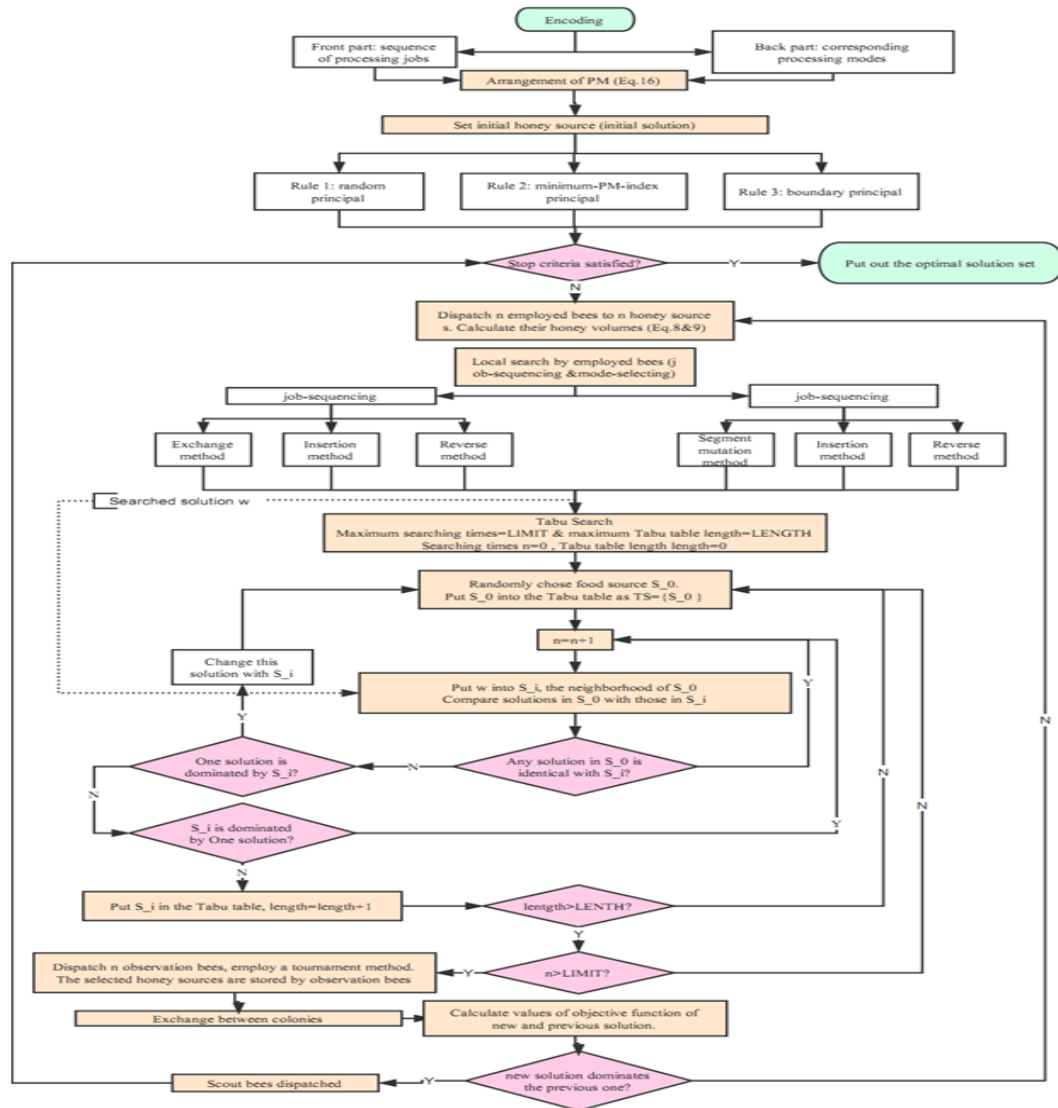 Encoding
Front part: sequence
of processing jobs
Back part: corresponding
processing modes
Arrangement of PM (Eq.16)
Set initial honey source (initial solution)
Rule 1: random
principal
Rule 2: minimum-PM-index
principal
Rule 3: boundary principal
Stop criteria satisfied?
Y
Put out the optimal solution set
N
Dispatch n employed bees to n honey source
s. Calculate their honey volumes (Eq.8&9)
Local search by employed bees (j
ob-sequencing &mode-selecting)
job-sequencing
job-sequencing
Exchange
method
Insertion
method
Reverse
method
Segment
mutation
method
Insertion
method
Reverse
method
Searched solution w
Tabu Search
Maximum searching times=LIMIT & maximum Tabu table length=LENGTH
Searching times n=0 , Tabu table length length=0
Randomly chose food source S_0.
Put S_0 into the Tabu table as TS={S_0 }
n=n+1
Change this
solution with S_i
Put w into S_i, the neighborhood of S_0
Compare solutions in S_0 with those in S_i
Y
Y
N
One solution is
dominated by S_i?
N
Any solution in S_0 is
identical with S_i?
N
N
N
S_i is dominated
by One solution?
Y
N
Put S_i in the Tabu table, length=length+1
lentgth>LENTH?
Y
Dispatch n observation bees, employ a tournament method.
The selected honey sources are stored by observation bees
Y
n>LIMIT?
Exchange between colonies
Calculate values of objective function of
new and previous solution.
Scout bees dispatched
Y
new solution dominates
the previous one?